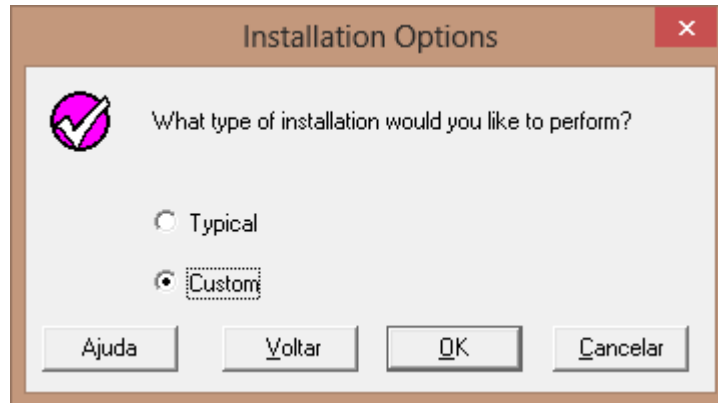 Installation Options
What type of installation would you like to perform?
Typical
Custom
Ajuda Voltar OK Cancelar